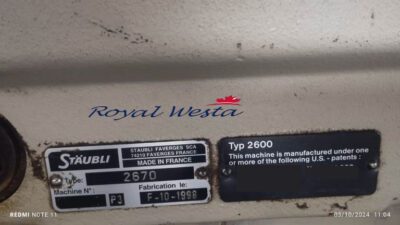 Royal Westa
STÄUBLI
STAUBLI FAVERGES SCA
74210 FAVERGES FRANCE
MADE IN FRANCE
Type: 2670
Machine N°: P3
Fabrication le:
F-10-1998
Typ 2600
This machine is manufactured under one
or more of the following U.S. - patents :
REDMI NOTE 11
03/10/2024 11:04